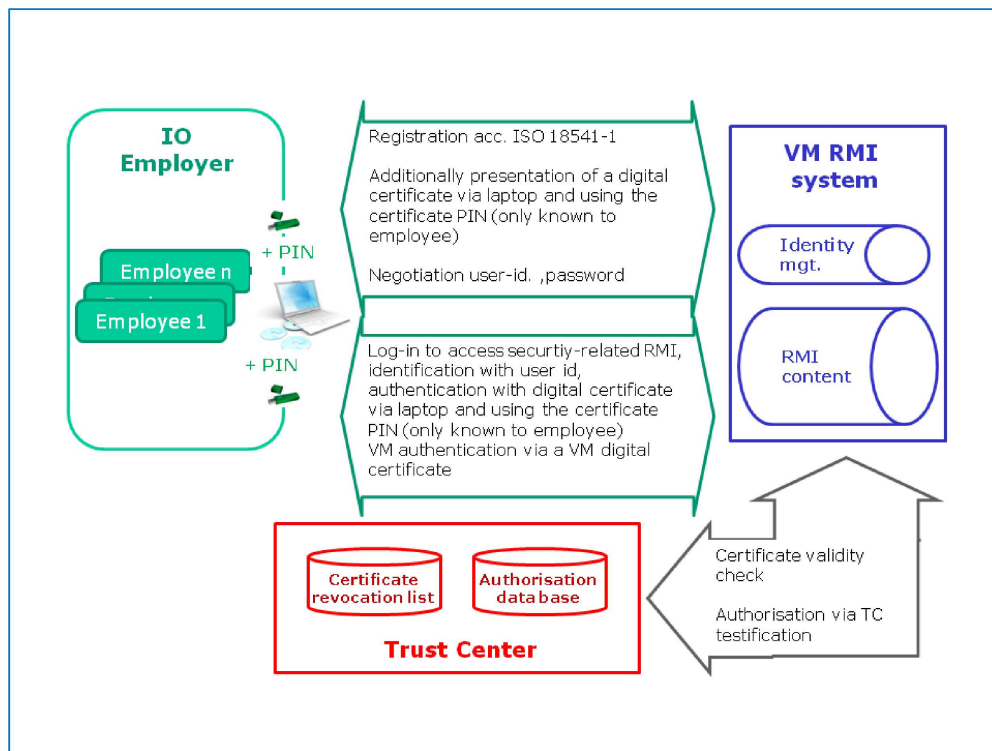 IO
Employer
+ PIN
Employee n
Employee 1
+ PIN
Registration acc. ISO 18541-1
Additionally presentation of a digital
certificate via laptop and using the
certificate PIN (only known to
employee)
Negotiation user-id. ,password
Log-in to access securtiy-related RMI,
identification with user id,
authentication with digital certificate
via laptop and using the certificate
PIN (only known to employee)
VM authentication via a VM digital
certificate
VM RMI
system
Identity
mgt.
RMI
content
Certificate validity
check
Authorisation via TC
testification
Certificate
revocation list
Authorisation
database
Trust Center